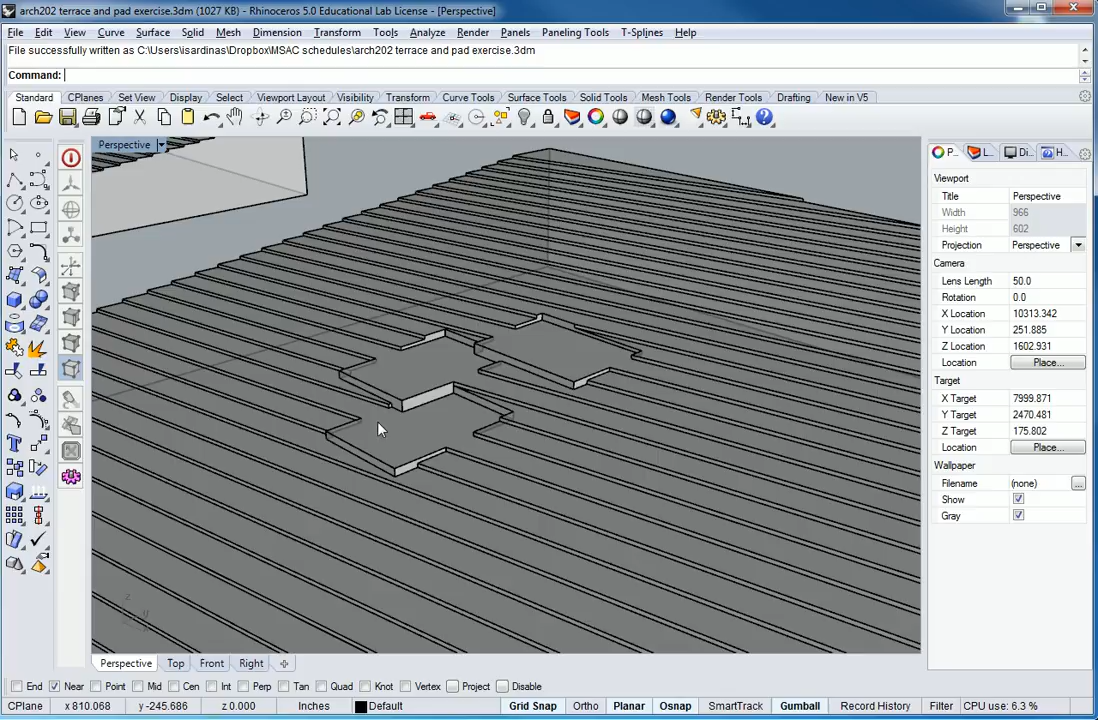 arch202 terrace and pad exercise.3dm (1027 KB) - Rhinoceros 5.0 Educational Lab License - [Perspective]
File Edit View Curve Surface Solid Mesh Dimension Transform Tools Analyze Render Panels Paneling Tools T-Splines Help
File successfully written as C:\Users\isardinas\Dropbox\MSAC schedules\arch202 terrace and pad exercise.3dm
Command:
Standard CPlanes Set View Display Select Viewport Layout Visibility Transform Curve Tools Surface Tools Solid Tools Mesh Tools Render Tools Drafting New in V5
Perspective
P... L... Di... H...
Viewport
Title Perspective
Width 966
Height 602
Projection Perspective
Camera
Lens Length 50.0
Rotation 0.0
X Location 10313.342
Y Location 251.885
Z Location 1602.931
Location Place...
Target
X Target 7999.871
Y Target 2470.481
Z Target 175.802
Location Place...
Wallpaper
Filename (none) ...
Show
Gray
z y x
Perspective Top Front Right
End Near Point Mid Cen Int Perp Tan Quad Knot Vertex Project Disable
CPlane x 810.068 y -245.686 z 0.000 Inches Default Grid Snap Ortho Planar Osnap SmartTrack Gumball Record History Filter CPU use: 6.3 %